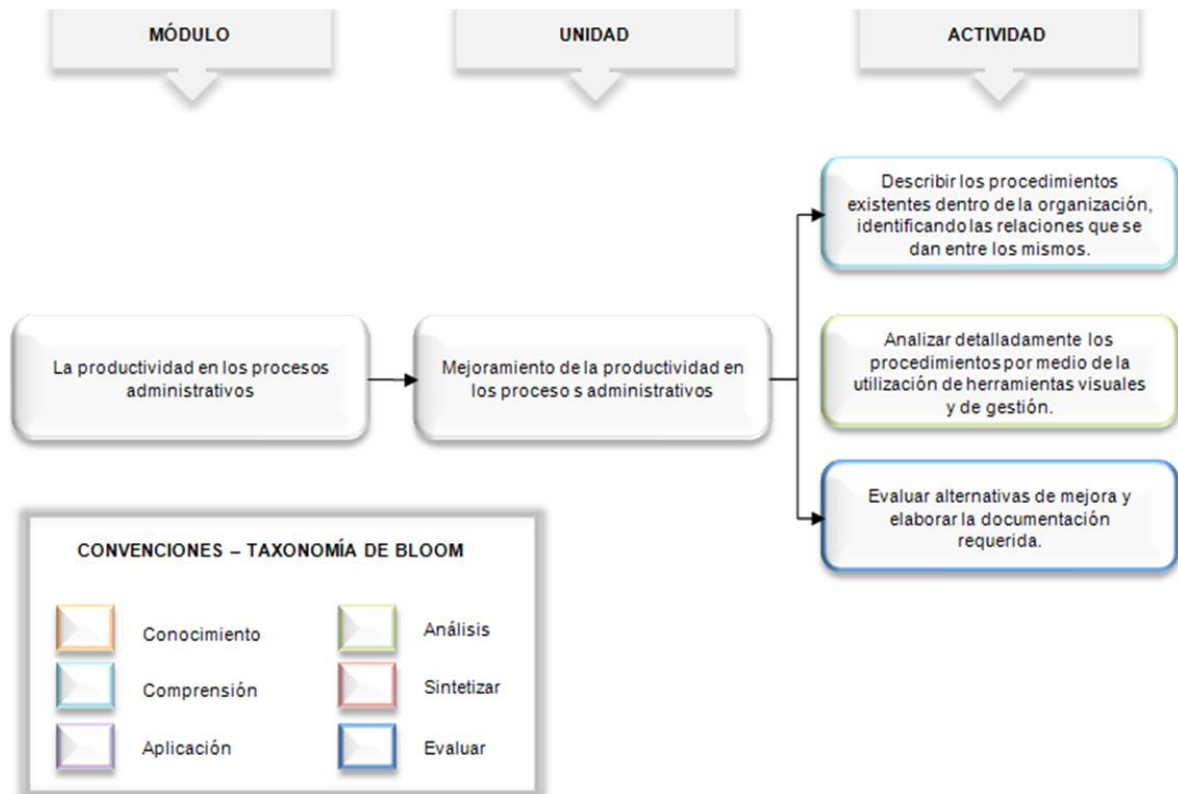 MÓDULO
UNIDAD
ACTIVIDAD
Describir los procedimientos
existentes dentro de la organización,
identificando las relaciones que se
dan entre los mismos.
La productividad en los procesos
administrativos
Mejoramiento de la productividad en
los proceso s administrativos
Analizar detalladamente los
procedimientos por medio de la
utilización de herramientas visuales
y de gestión.
Evaluar alternativas de mejora y
elaborar la documentación
requerida.
CONVENCIONES – TAXONOMÍA DE BLOOM
Conocimiento
Análisis
Comprensión
Sintetizar
Aplicación
Evaluar